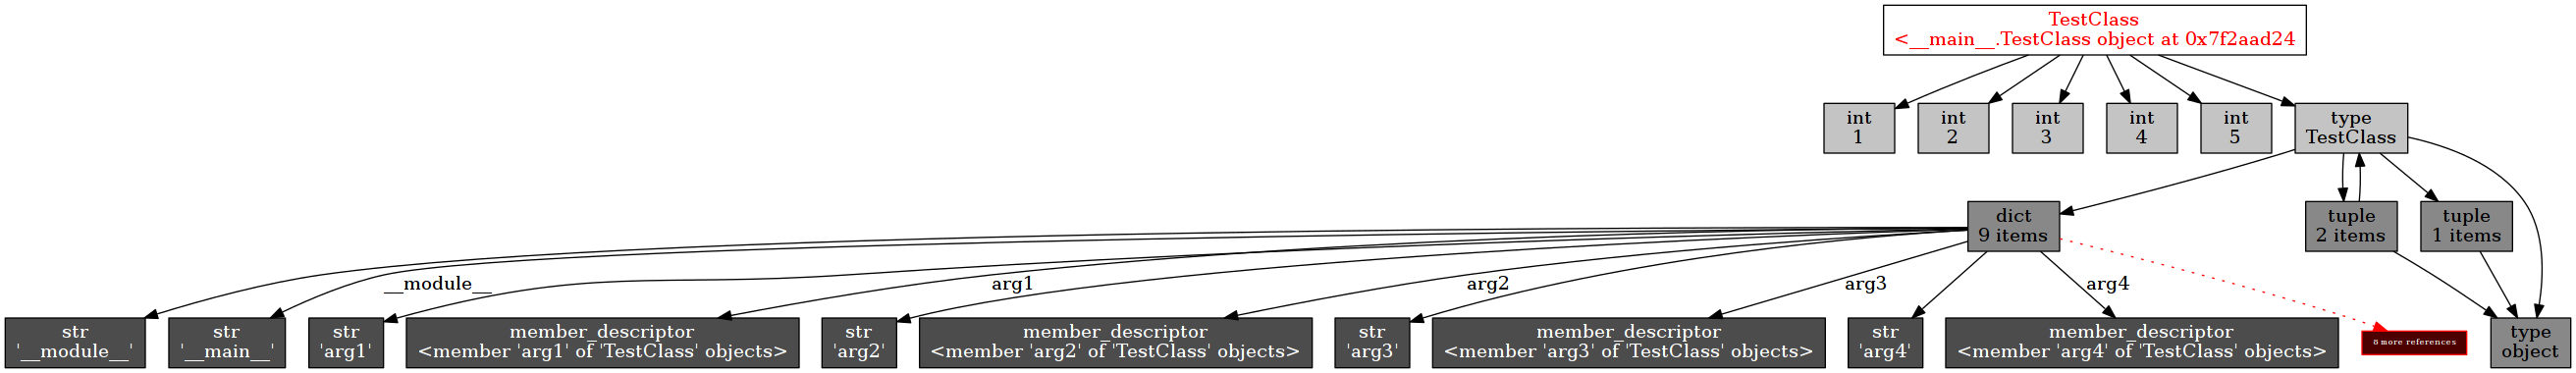 TestClass
<__main__.TestClass object at 0x7f2aad24
int
1
int
2
int
3
int
4
int
5
type
TestClass
dict
9 items
tuple
2 items
tuple
1 items
__module__
arg1
arg2
arg3
arg4
str
'__module__'
str
'__main__'
str
'arg1'
member_descriptor
<member 'arg1' of 'TestClass' objects>
str
'arg2'
member_descriptor
<member 'arg2' of 'TestClass' objects>
str
'arg3'
member_descriptor
<member 'arg3' of 'TestClass' objects>
str
'arg4'
member_descriptor
<member 'arg4' of 'TestClass' objects>
8 more references
type
object